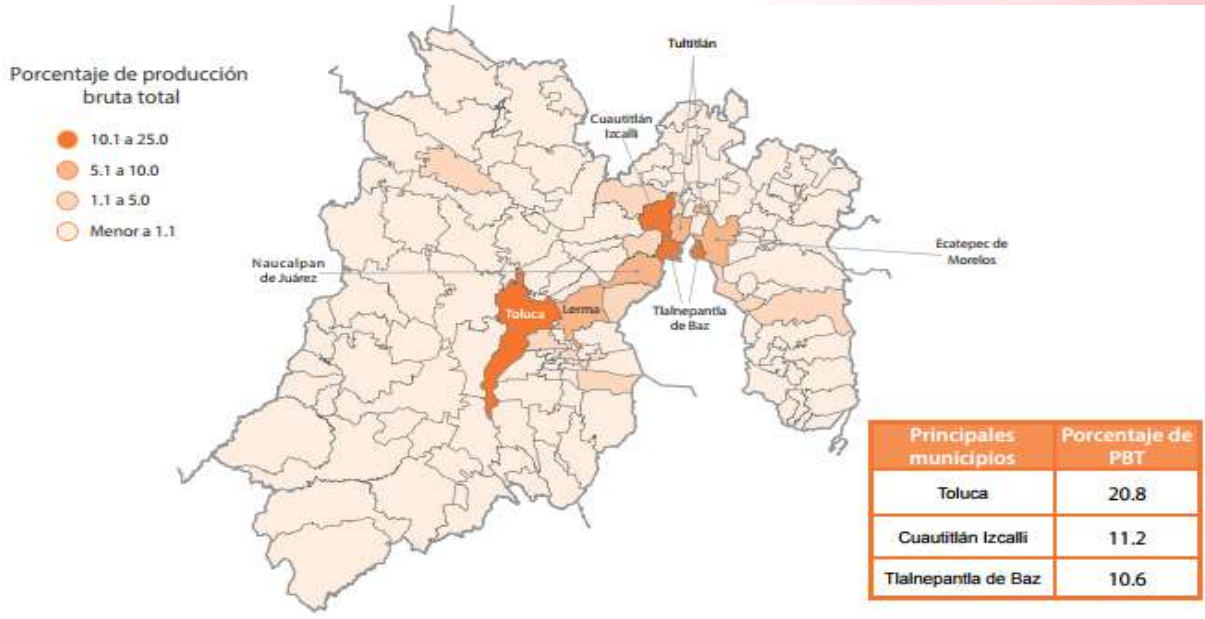 Porcentaje de producción
bruta total
10.1 a 25.0
5.1 a 10.0
1.1 a 5.0
Menor a 1.1
Tultitlán
Cuautitlán
Izcalli
Ecatepec de
Morelos
Naucalpan
de Juárez
Toluca
Lerma
Tlalnepantla
de Baz
Principales
municipios
Porcentaje de
PBT
Toluca
20.8
Cuautitlán Izcalli
11.2
Tlalnepantla de Baz
10.6